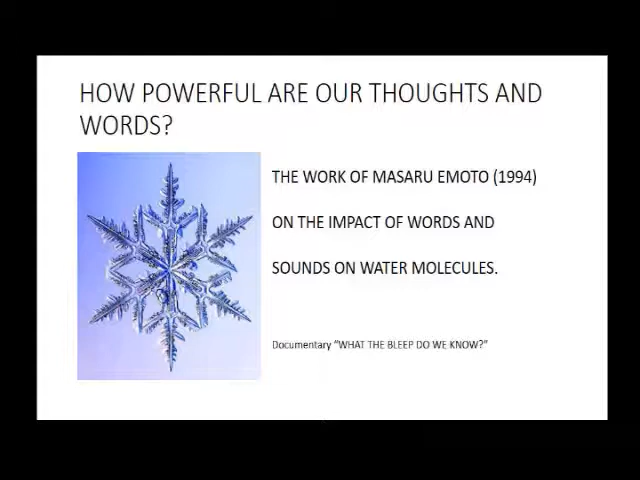 HOW POWERFUL ARE OUR THOUGHTS AND
WORDS?
THE WORK OF MASARU EMOTO (1994)
ON THE IMPACT OF WORDS AND
SOUNDS ON WATER MOLECULES.
Documentary "WHAT THE BLEEP DO WE KNOW?"